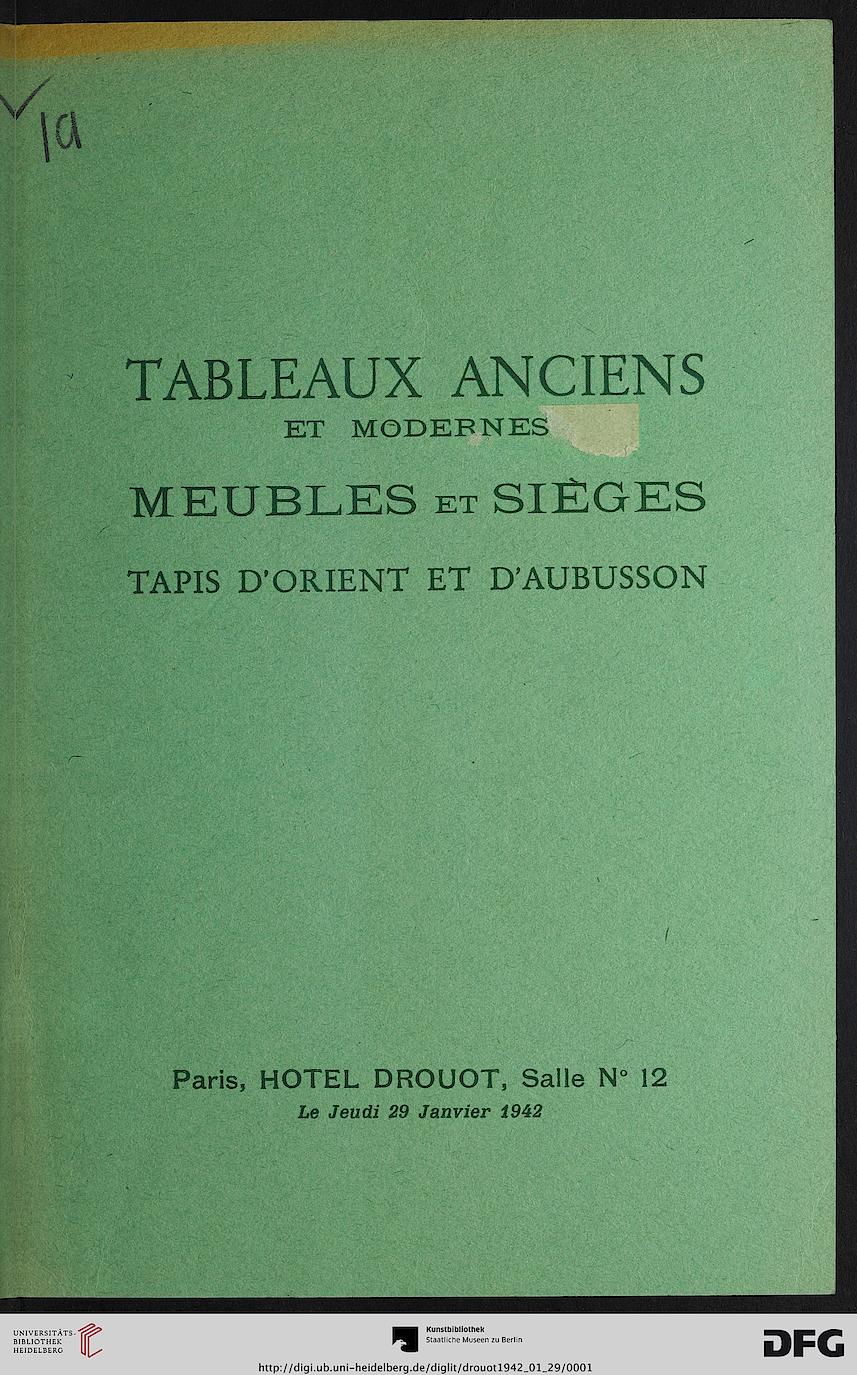 1a
TABLEAUX ANCIENS
ET MODERNES
MEUBLES ET SIÈGES
TAPIS D'ORIENT ET D'AUBUSSON
Paris, HOTEL DROUOT, Salle N° 12
Le Jeudi 29 Janvier 1942
UNIVERSITÄTS-
BIBLIOTHEK
HEIDELBERG
Kunstbibliothek
Staatliche Museen zu Berlin
DFG
http://digi.ub.uni-heidelberg.de/diglit/drouot1942_01_29/0001